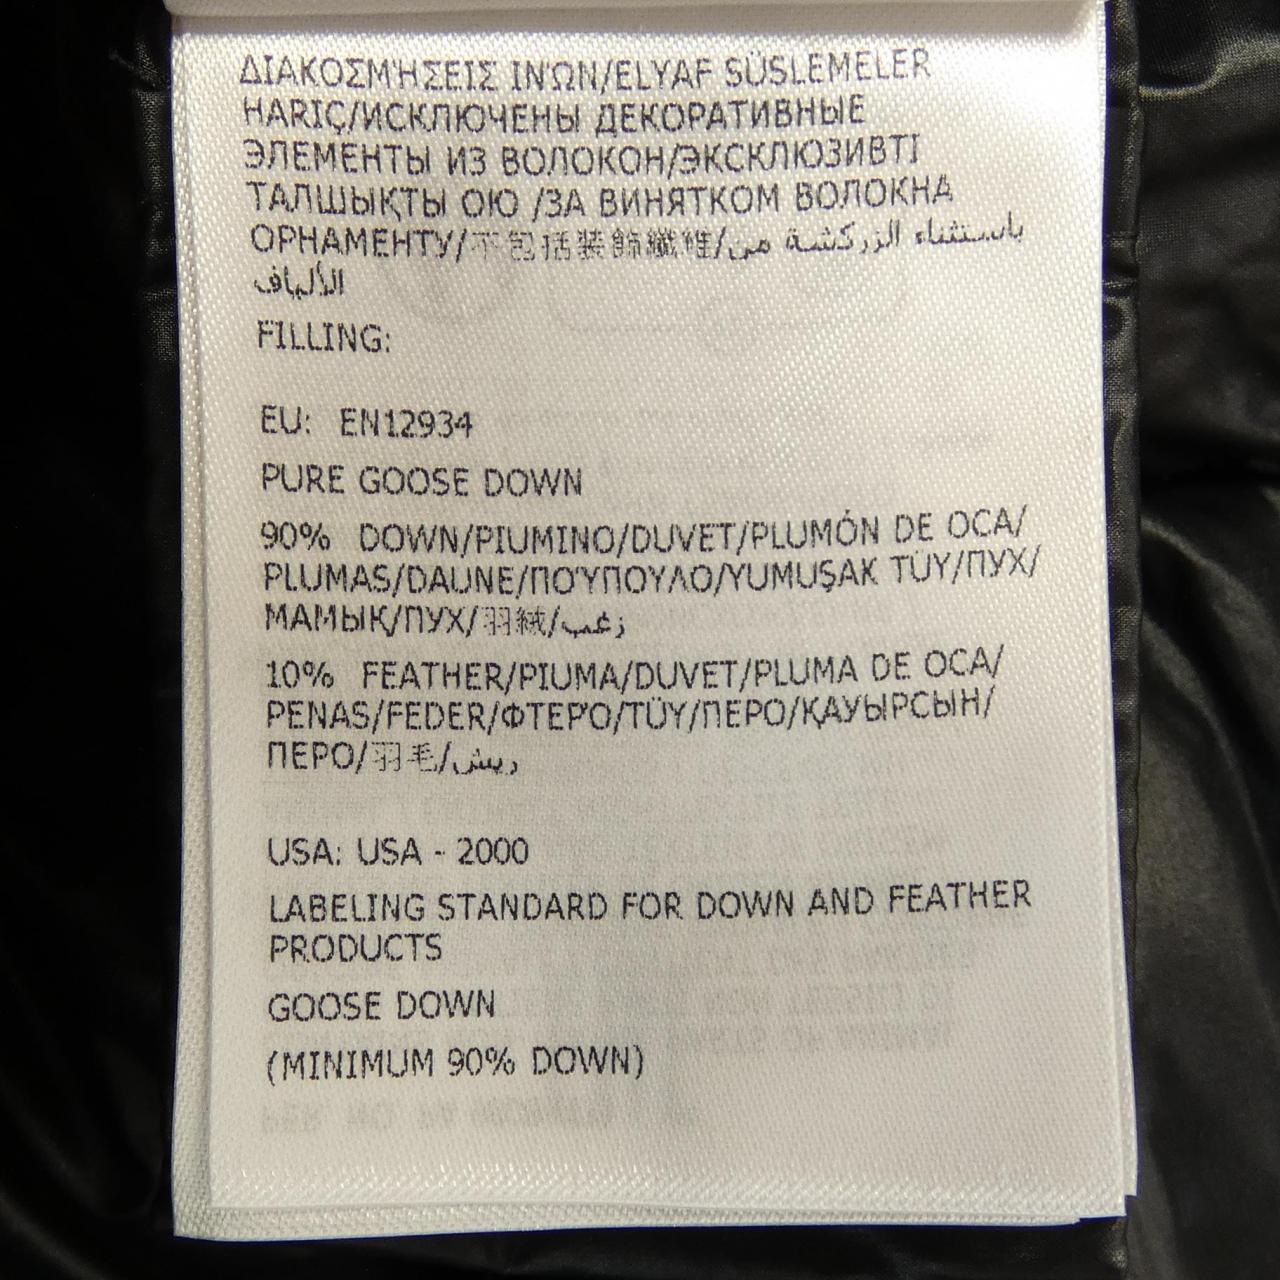 ΔΙΑΚΟΣΜΉΣΕΙΣ ΙΝΏΝ/ELYAF SÜSLEMELER
HARIÇ/ИСКЛЮЧЕНЫ ДЕКОРАТИВНЫЕ
ЭЛЕМЕНТЫ ИЗ ВОЛОКОН/ЭКСКЛЮЗИВТІ
ТАЛШЫҚТЫ ОЮ /ЗА ВИНЯТКОМ ВОЛОКНА
ОРНАМЕНТУ/不包括装飾纖維/باستثناء الزركشة من
الألياف
FILLING:
EU: EN12934
PURE GOOSE DOWN
90% DOWN/PIUMINO/DUVET/PLUMÓN DE OCA/
PLUMAS/DAUNE/ΠΟΎΠΟΥΛΟ/YUMUŞAK TÜY/ПУХ/
МАМЫҚ/ПУХ/羽絨/زغب
10% FEATHER/PIUMA/DUVET/PLUMA DE OCA/
PENAS/FEDER/ΦΤΕΡΌ/TÜY/ПЕРО/ҚАУЫРСЫН/
ПЕРО/羽毛/ريش
USA: USA - 2000
LABELING STANDARD FOR DOWN AND FEATHER
PRODUCTS
GOOSE DOWN
(MINIMUM 90% DOWN)